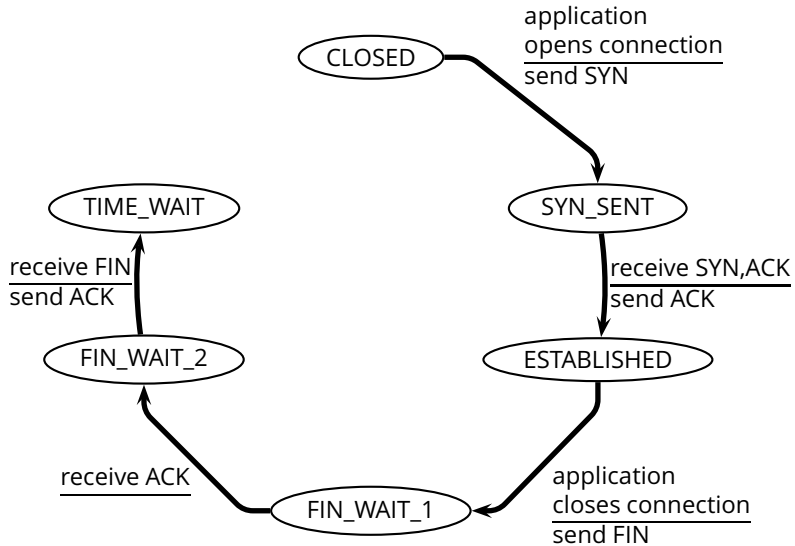 application
opens connection
send SYN
CLOSED
SYN_SENT
receive SYN,ACK
send ACK
ESTABLISHED
application
closes connection
send FIN
FIN_WAIT_1
receive ACK
FIN_WAIT_2
receive FIN
send ACK
TIME_WAIT